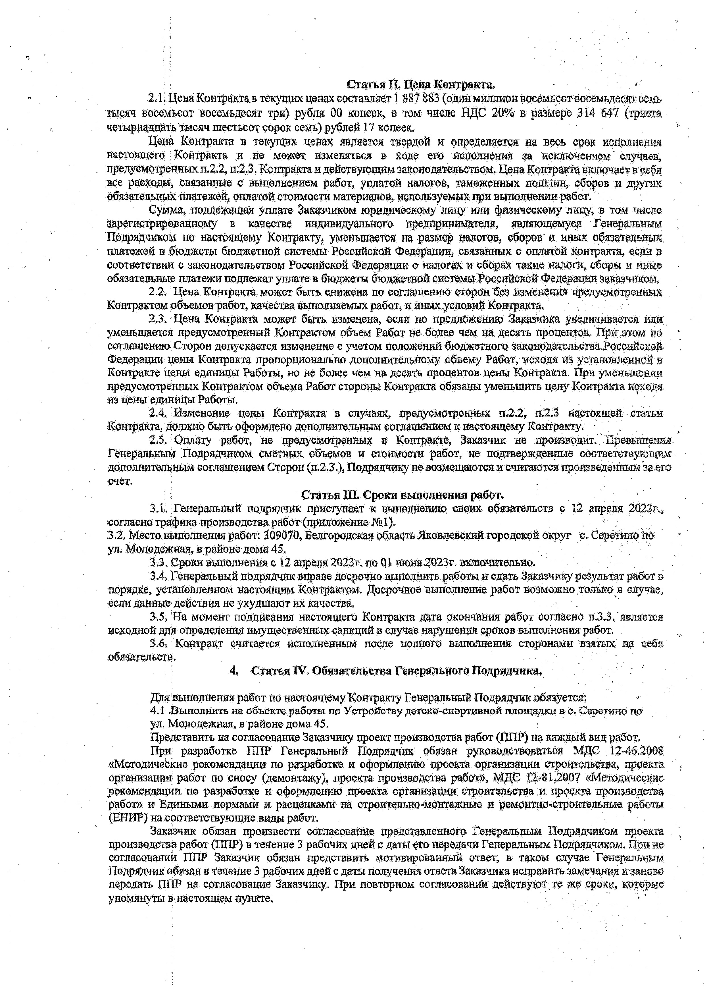 Статья II. Цена Контракта.
2.1. Цена Контракта в текущих ценах составляет 1 887 883 (один миллион восемьсот восемьдесят семь
тысяч восемьсот восемьдесят три) рубля 00 копеек, в том числе НДС 20% в размере 314 647 (триста
четырнадцать тысяч шестьсот сорок семь) рублей 17 копеек.
Цена Контракта в текущих ценах является твердой и определяется на весь срок исполнения
настоящего Контракта и не может изменяться в ходе его исполнения за исключением случаев,
предусмотренных п.2.2, п.2.3. Контракта и действующим законодательством. Цена Контракта включает в себя
все расходы, связанные с выполнением работ, уплатой налогов, таможенных пошлин, сборов и других
обязательных платежей, оплатой стоимости материалов, используемых при выполнении работ.
Сумма, подлежащая уплате Заказчиком юридическому лицу или физическому лицу, в том числе
зарегистрированному в качестве индивидуального предпринимателя, являющемуся Генеральным
Подрядчиком по настоящему Контракту, уменьшается на размер налогов, сборов и иных обязательных
платежей в бюджеты бюджетной системы Российской Федерации, связанных с оплатой контракта, если в
соответствии с законодательством Российской Федерации о налогах и сборах такие налоги, сборы и иные
обязательные платежи подлежат уплате в бюджеты бюджетной системы Российской Федерации заказчиком.
2.2. Цена Контракта может быть снижена по соглашению сторон без изменения предусмотренных
Контрактом объемов работ, качества выполняемых работ, и иных условий Контракта.
2.3. Цена Контракта может быть изменена, если по предложению Заказчика увеличивается или
уменьшается предусмотренный Контрактом объем Работ не более чем на десять процентов. При этом по
соглашению Сторон допускается изменение с учетом положений бюджетного законодательства Российской
Федерации цены Контракта пропорционально дополнительному объему Работ, исходя из установленной в
Контракте цены единицы Работы, но не более чем на десять процентов цены Контракта. При уменьшении
предусмотренных Контрактом объема Работ стороны Контракта обязаны уменьшить цену Контракта исходя
из цены единицы Работы.
2.4. Изменение цены Контракта в случаях, предусмотренных п.2.2, п.2.3 настоящей статьи
Контракта, должно быть оформлено дополнительным соглашением к настоящему Контракту.
2.5. Оплату работ, не предусмотренных в Контракте, Заказчик не производит. Превышения
Генеральным Подрядчиком сметных объемов и стоимости работ, не подтвержденные соответствующим
дополнительным соглашением Сторон (п.2.3.), Подрядчику не возмещаются и считаются произведенным за его
счет.
Статья III. Сроки выполнения работ.
3.1. Генеральный подрядчик приступает к выполнению своих обязательств с 12 апреля 2023г.,
согласно графика производства работ (приложение №1).
3.2. Место выполнения работ: 309070, Белгородская область Яковлевский городской округ с. Серетино по
ул. Молодежная, в районе дома 45.
3.3. Сроки выполнения с 12 апреля 2023г. по 01 июня 2023г. включительно.
3.4. Генеральный подрядчик вправе досрочно выполнить работы и сдать Заказчику результат работ в
порядке, установленном настоящим Контрактом. Досрочное выполнение работ возможно только в случае,
если данные действия не ухудшают их качества.
3.5. На момент подписания настоящего Контракта дата окончания работ согласно п.3.3. является
исходной для определения имущественных санкций в случае нарушения сроков выполнения работ.
3.6. Контракт считается исполненным после полного выполнения сторонами взятых на себя
обязательств.
4. Статья IV. Обязательства Генерального Подрядчика.
Для выполнения работ по настоящему Контракту Генеральный Подрядчик обязуется:
4.1 .Выполнить на объекте работы по Устройству детско-спортивной площадки в с. Серетино по
ул. Молодежная, в районе дома 45.
Представить на согласование Заказчику проект производства работ (ППР) на каждый вид работ.
При разработке ППР Генеральный Подрядчик обязан руководствоваться МДС 12-46.2008
«Методические рекомендации по разработке и оформлению проекта организации строительства, проекта
организации работ по сносу (демонтажу), проекта производства работ», МДС 12-81.2007 «Методические
рекомендации по разработке и оформлению проекта организации строительства и проекта производства
работ» и Едиными нормами и расценками на строительно-монтажные и ремонтно-строительные работы
(ЕНИР) на соответствующие виды работ.
Заказчик обязан произвести согласование представленного Генеральным Подрядчиком проекта
производства работ (ППР) в течение 3 рабочих дней с даты его передачи Генеральным Подрядчиком. При не
согласовании ППР Заказчик обязан представить мотивированный ответ, в таком случае Генеральным
Подрядчик обязан в течение 3 рабочих дней с даты получения ответа Заказчика исправить замечания и заново
передать ППР на согласование Заказчику. При повторном согласовании действуют те же сроки, которые
упомянуты в настоящем пункте.